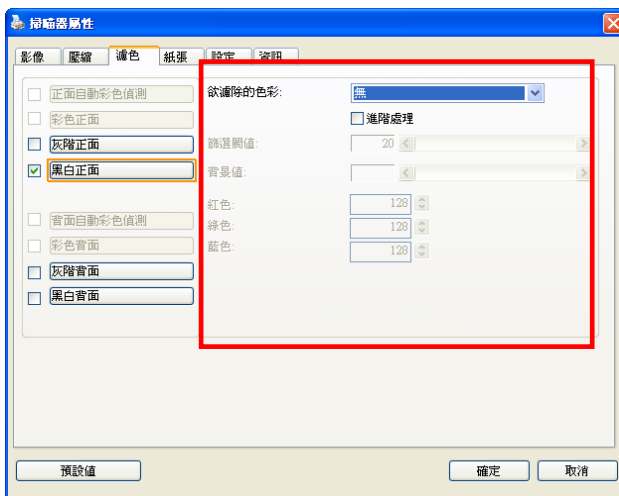 掃瞄器屬性
影像 壓縮 濾色 紙張 設定 資訊
正面自動彩色偵測
彩色正面
灰階正面
黑白正面
背面自動彩色偵測
彩色背面
灰階背面
黑白背面
欲濾除的色彩: 無
進階處理
篩選閥值: 20
背景值:
紅色: 128
綠色: 128
藍色: 128
預設值 確定 取消